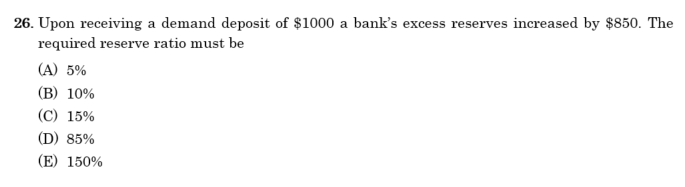 26. Upon receiving a demand deposit of $1000 a bank's excess reserves increased by $850. The
required reserve ratio must be
(A) 5%
(B) 10%
(C) 15%
(D) 85%
(E) 150%